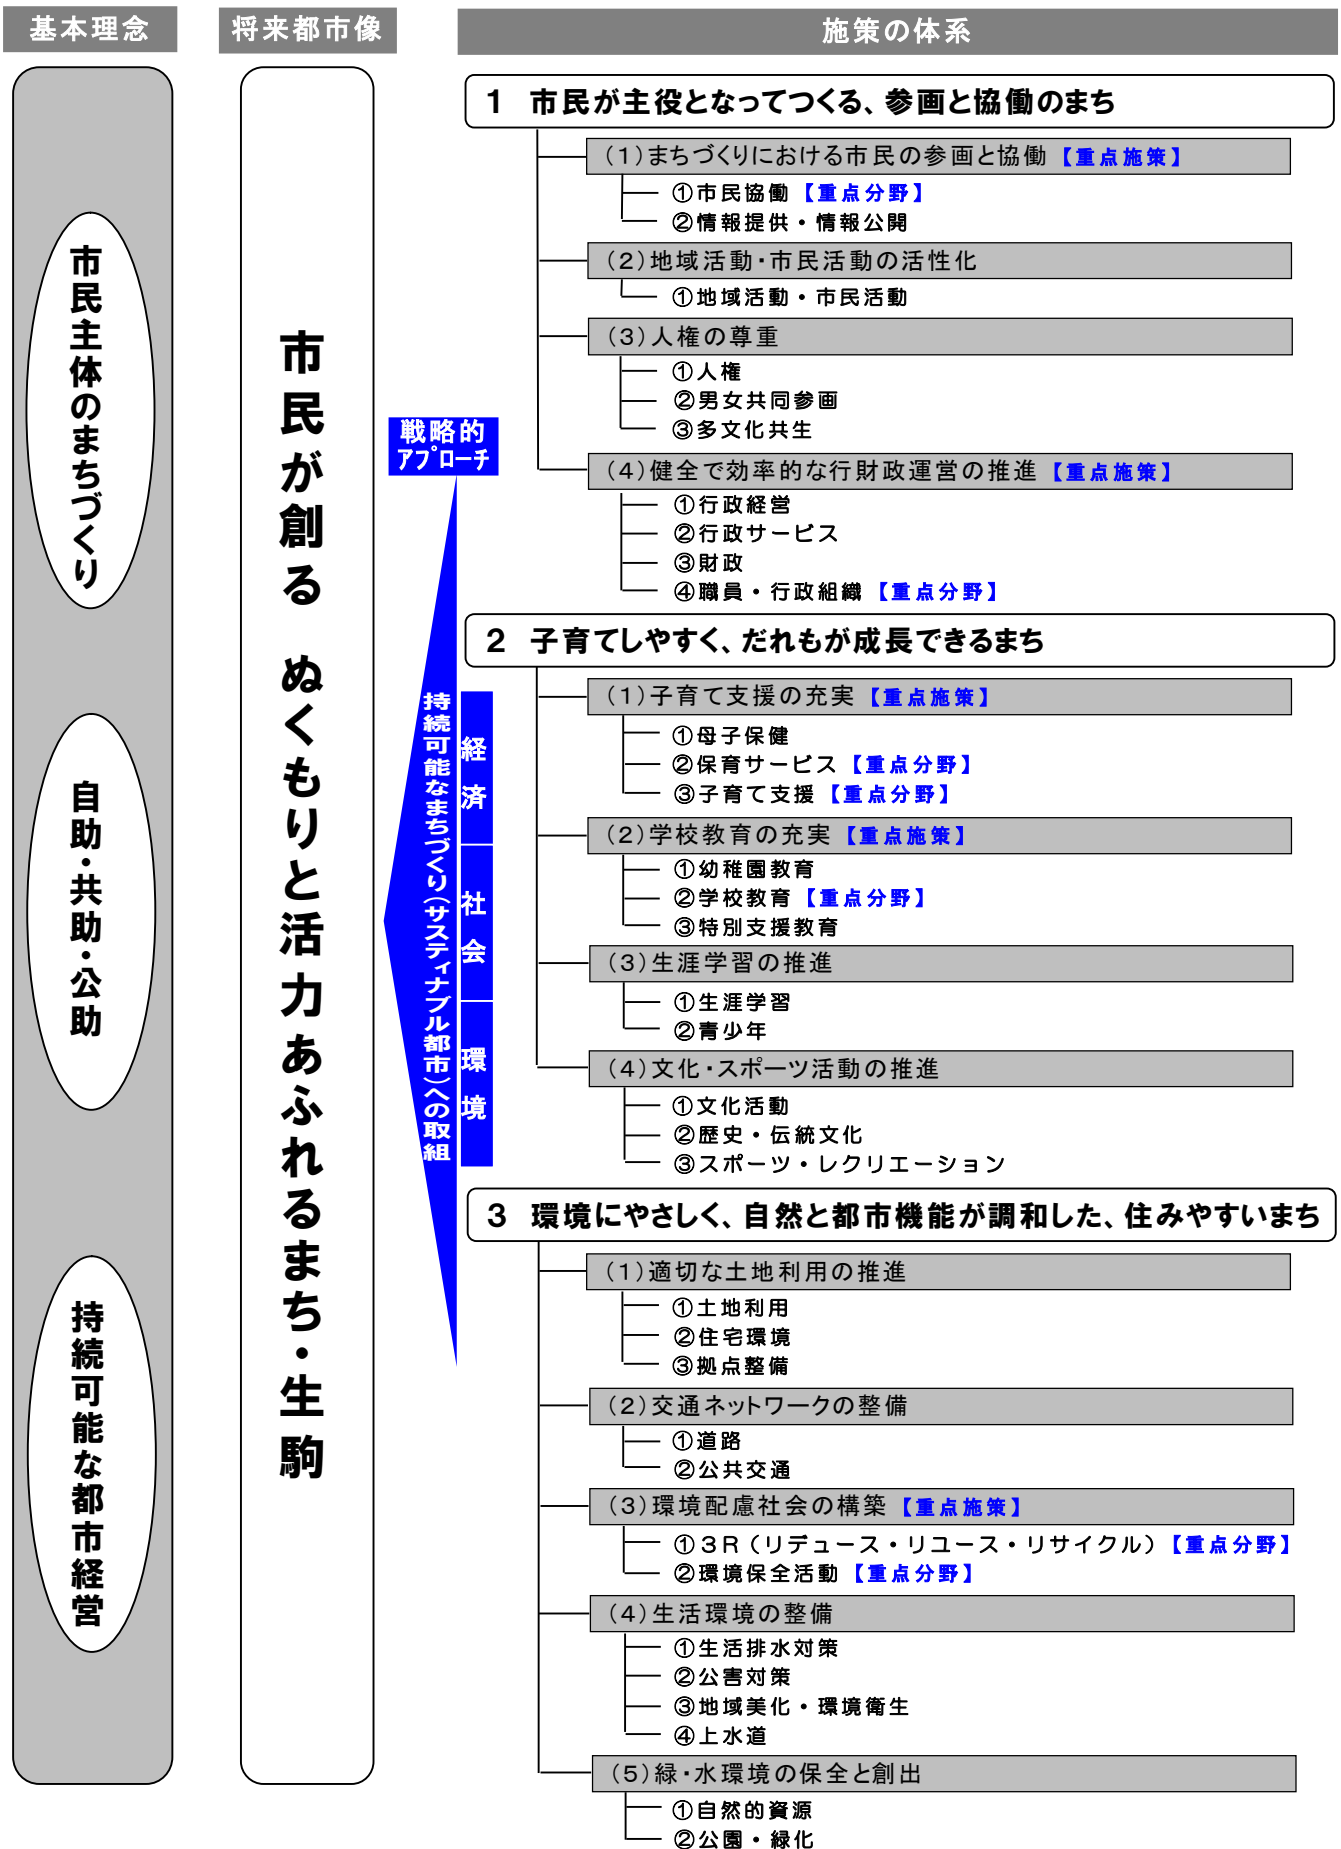 基本理念
将来都市像
施策の体系
市民主体のまちづくり
自助・共助・公助
持続可能な都市経営
市民が創る ぬくもりと活力あふれるまち・生駒
戦略的
アプローチ
持続可能なまちづくり(サスティナブル都市)への取組
経済
社会
環境
1 市民が主役となってつくる、参画と協働のまち
(1)まちづくりにおける市民の参画と協働【重点施策】
①市民協働【重点分野】
②情報提供・情報公開
(2)地域活動・市民活動の活性化
①地域活動・市民活動
(3)人権の尊重
①人権
②男女共同参画
③多文化共生
(4)健全で効率的な行財政運営の推進【重点施策】
①行政経営
②行政サービス
③財政
④職員・行政組織【重点分野】
2 子育てしやすく、だれもが成長できるまち
(1)子育て支援の充実【重点施策】
①母子保健
②保育サービス【重点分野】
③子育て支援【重点分野】
(2)学校教育の充実【重点施策】
①幼稚園教育
②学校教育【重点分野】
③特別支援教育
(3)生涯学習の推進
①生涯学習
②青少年
(4)文化・スポーツ活動の推進
①文化活動
②歴史・伝統文化
③スポーツ・レクリエーション
3 環境にやさしく、自然と都市機能が調和した、住みやすいまち
(1)適切な土地利用の推進
①土地利用
②住宅環境
③拠点整備
(2)交通ネットワークの整備
①道路
②公共交通
(3)環境配慮社会の構築【重点施策】
①3R(リデュース・リユース・リサイクル)【重点分野】
②環境保全活動【重点分野】
(4)生活環境の整備
①生活排水対策
②公害対策
③地域美化・環境衛生
④上水道
(5)緑・水環境の保全と創出
①自然的資源
②公園・緑化